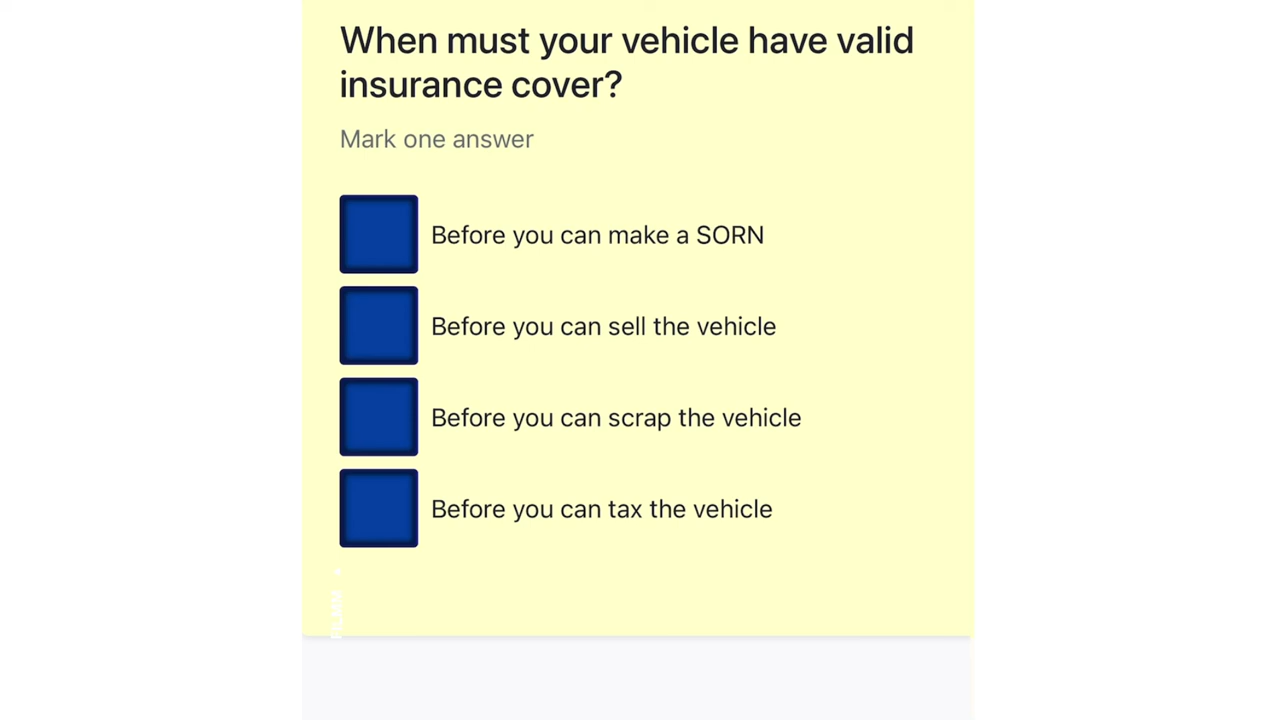 When must your vehicle have valid
insurance cover?
Mark one answer
Before you can make a SORN
Before you can sell the vehicle
Before you can scrap the vehicle
Before you can tax the vehicle